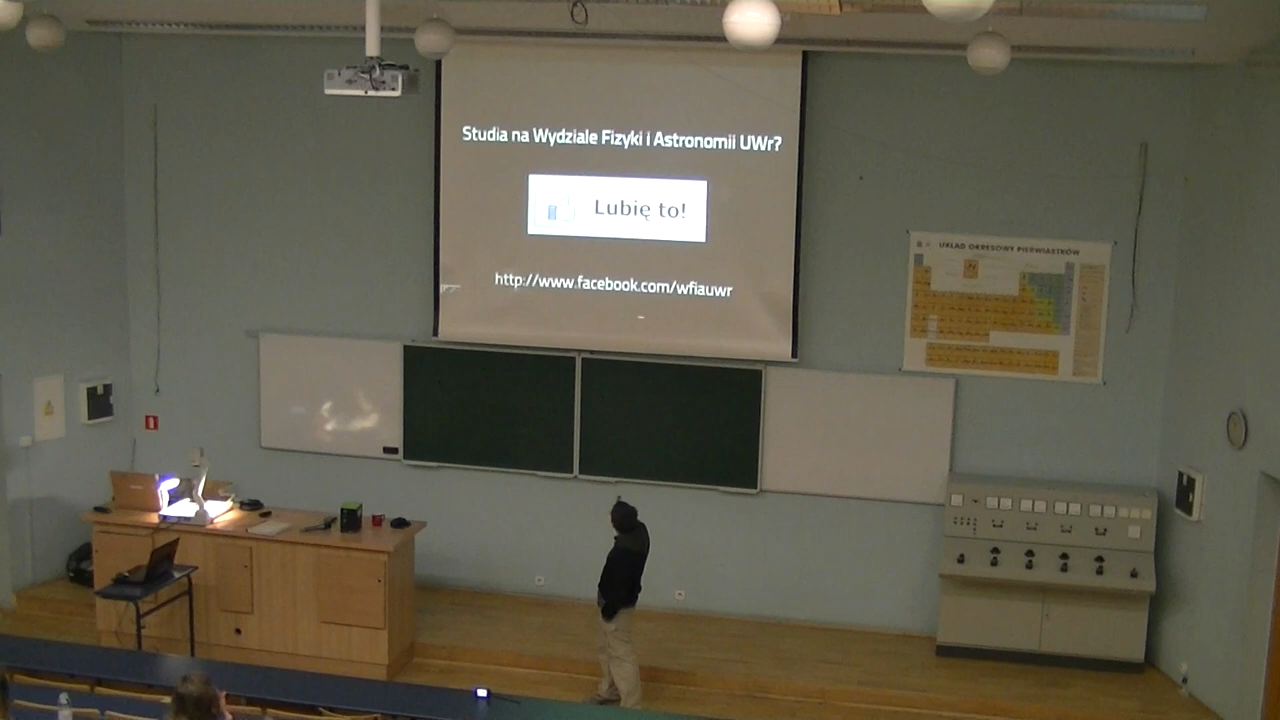 Studia na Wydziale Fizyki i Astronomii UWr?
Lubię to!
http://www.facebook.com/wfiauwr
UKŁAD OKRESOWY PIERWIASTKÓW